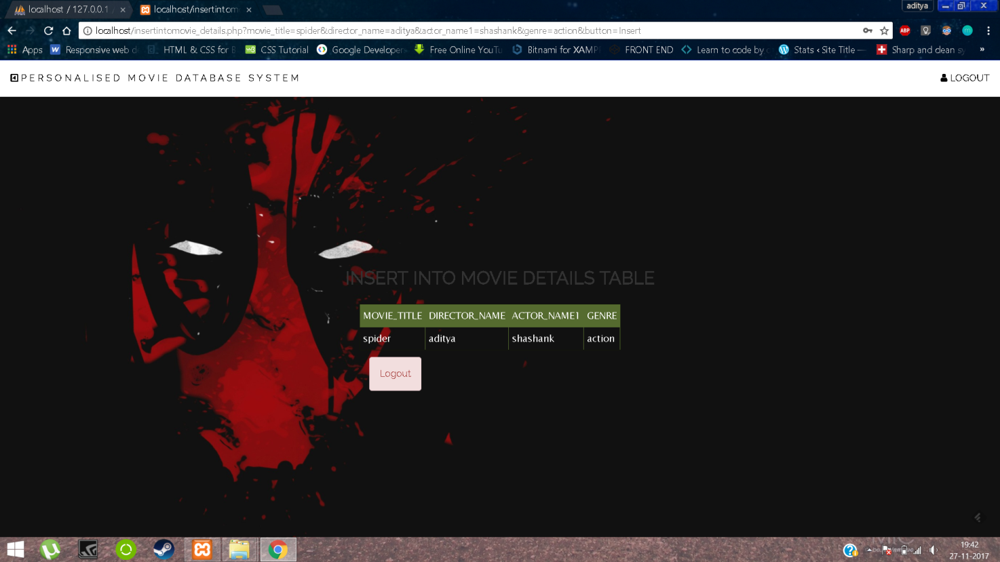 localhost / 127.0.0.1
localhost/insertintom
aditya
localhost/insertintomovie_details.php?movie_title=spider&director_name=aditya&actor_name1=shashank&genre=action&button=Insert
ABP
Apps
Responsive web d
HTML & CSS for B
CSS Tutorial
Google Developer
Free Online YouTu
Bitnami for XAMP
FRONT END
Learn to code by
Stats ‹ Site Title —
Sharp and clean sy
»
PERSONALISED MOVIE DATABASE SYSTEM
LOGOUT
INSERT INTO MOVIE DETAILS TABLE
MOVIE_TITLE DIRECTOR_NAME ACTOR_NAME1 GENRE
spider aditya shashank action
Logout
19:42
27-11-2017